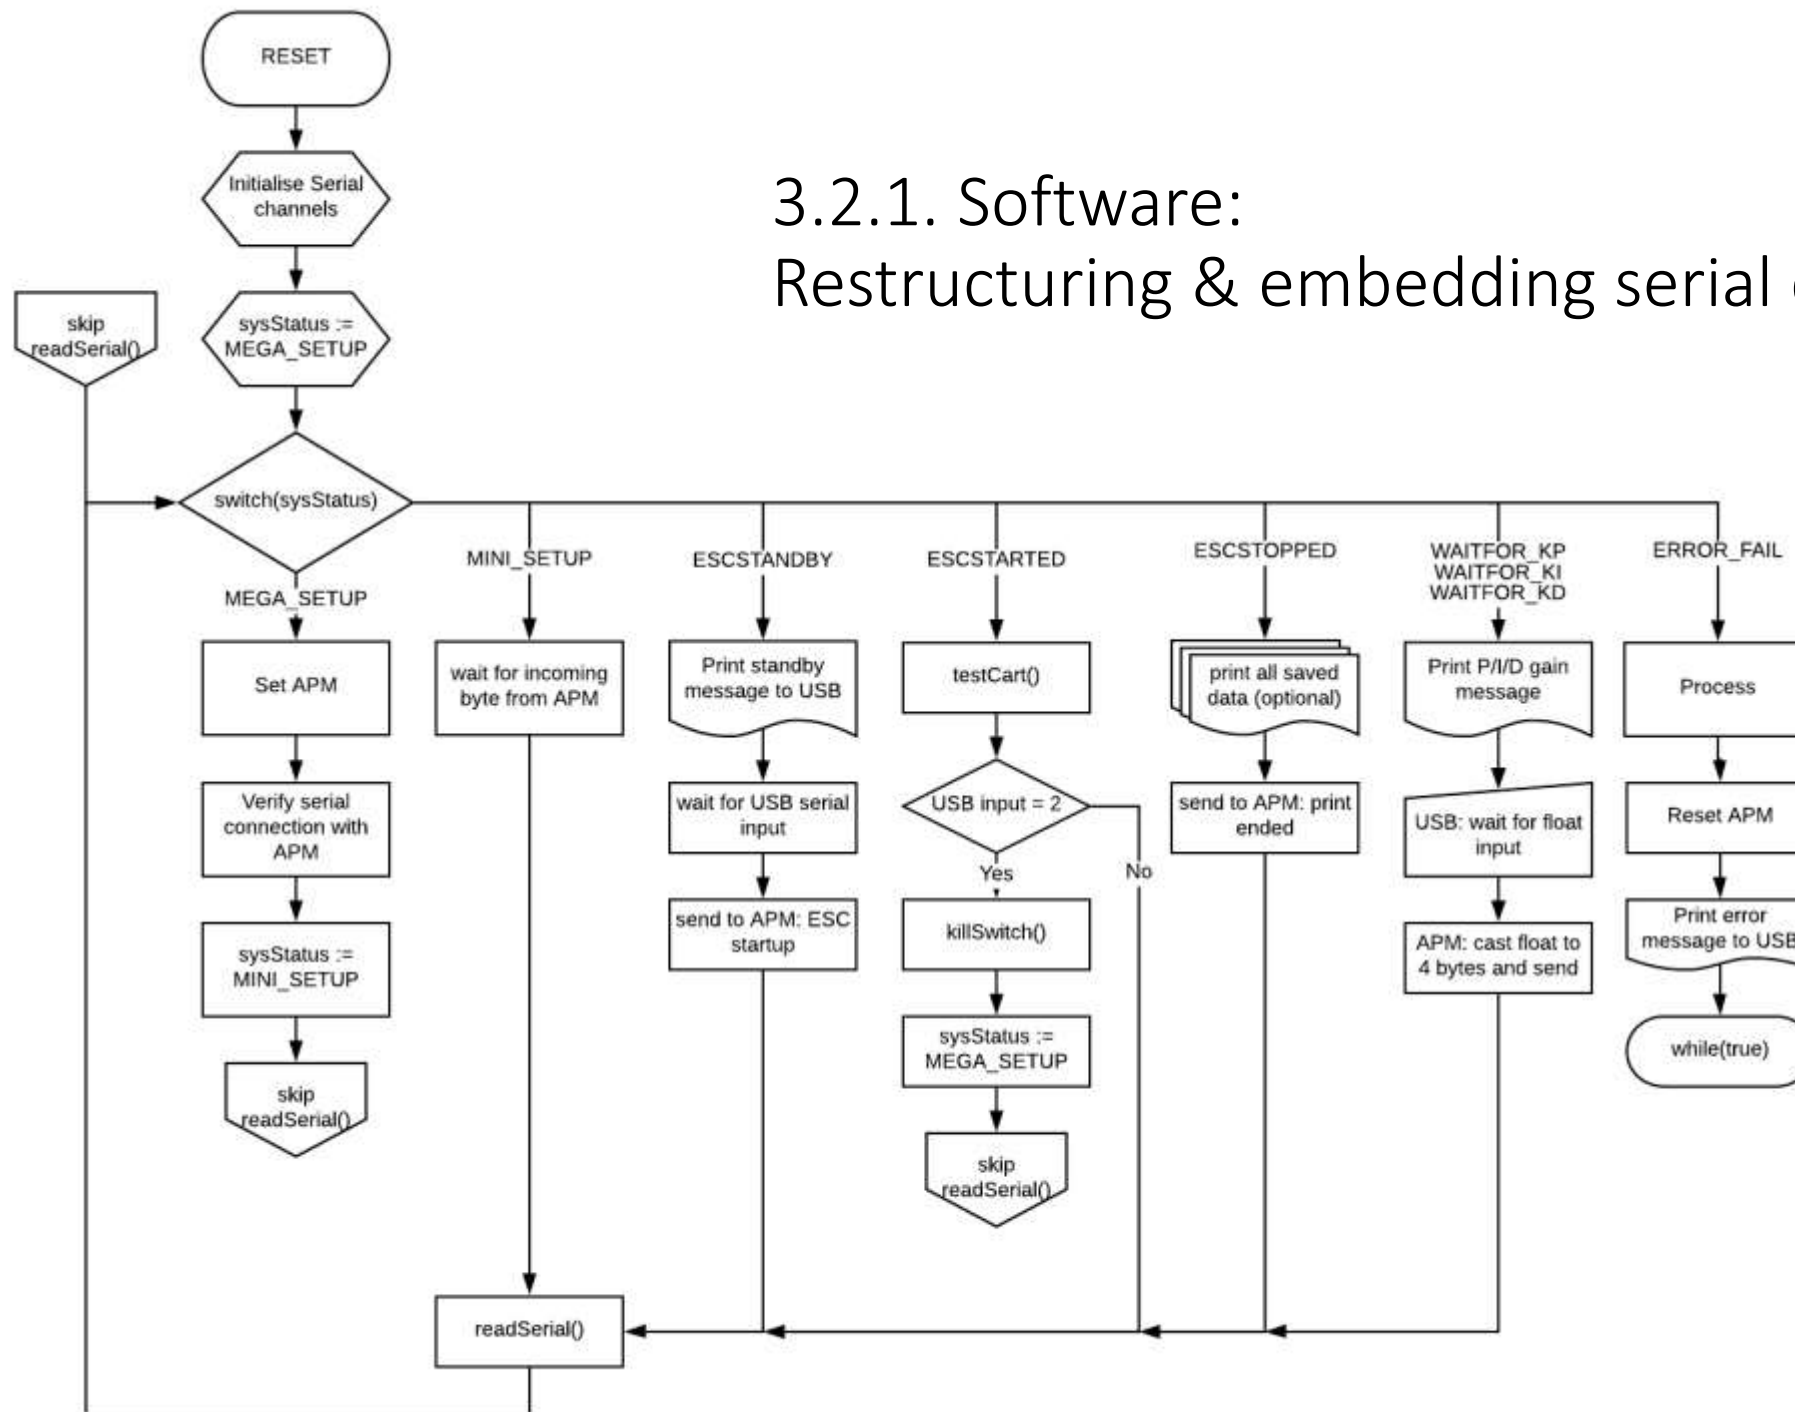 RESET
Initialise Serial
channels
3.2.1. Software:
Restructuring & embedding serial
skip
readSerial()
sysStatus :=
MEGA_SETUP
switch(sysStatus)
MEGA_SETUP
MINI_SETUP
ESCSTANDBY
ESCSTARTED
ESCSTOPPED
WAITFOR_KP
WAITFOR_KI
WAITFOR_KD
ERROR_FAIL
Set APM
Verify serial
connection with
APM
sysStatus :=
MINI_SETUP
skip
readSerial()
wait for incoming
byte from APM
Print standby
message to USB
wait for USB serial
input
send to APM: ESC
startup
testCart()
USB input = 2
Yes
No
killSwitch()
sysStatus :=
MEGA_SETUP
skip
readSerial()
print all saved
data (optional)
send to APM: print
ended
Print P/I/D gain
message
USB: wait for float
input
APM: cast float to
4 bytes and send
Process
Reset APM
Print error
message to USB
while(true)
readSerial()